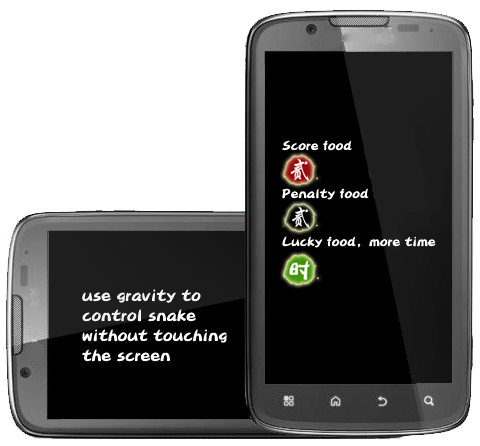 Score food
贰
Penalty food
贰
Lucky food, more time
时
use gravity to
control snake
without touching
the screen